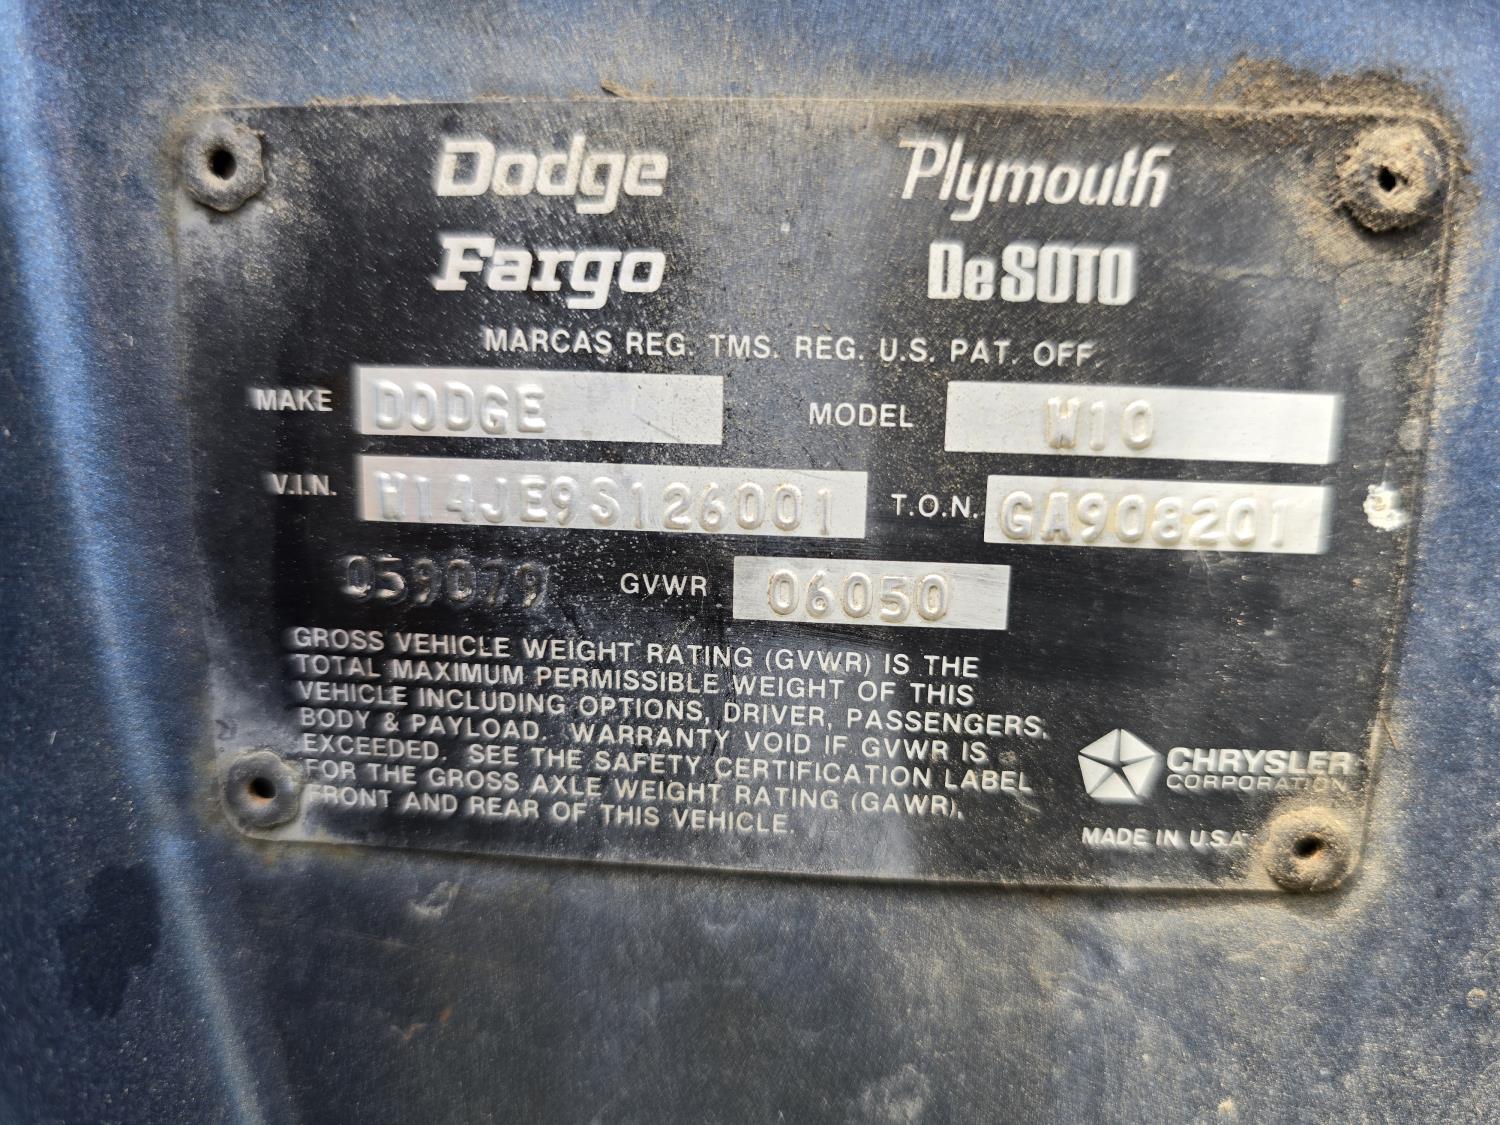 Dodge Plymouth
Fargo DeSOTO
MARCAS REG. TMS. REG. U.S. PAT. OFF.
MAKE DODGE MODEL W10
V.I.N. W14JE9S126001 T.O.N. GA908201
059079 GVWR 06050
GROSS VEHICLE WEIGHT RATING (GVWR) IS THE
TOTAL MAXIMUM PERMISSIBLE WEIGHT OF THIS
VEHICLE INCLUDING OPTIONS, DRIVER, PASSENGERS,
BODY & PAYLOAD. WARRANTY VOID IF GVWR IS
EXCEEDED. SEE THE SAFETY CERTIFICATION LABEL
FOR THE GROSS AXLE WEIGHT RATING (GAWR),
FRONT AND REAR OF THIS VEHICLE.
CHRYSLER
CORPORATION
MADE IN U.S.A.